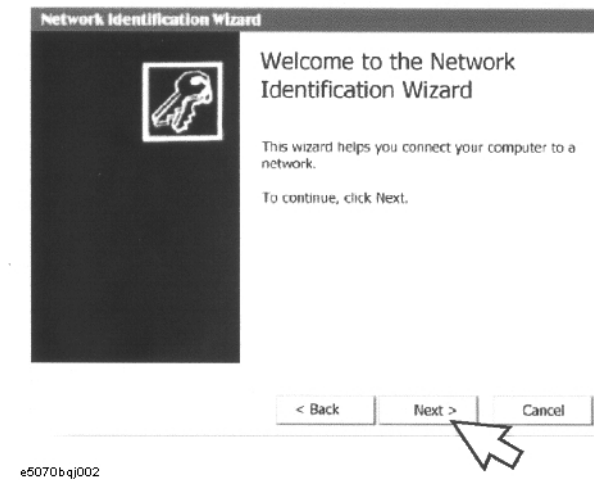 Network Identification Wizard
Welcome to the Network
Identification Wizard
This wizard helps you connect your computer to a
network.
To continue, click Next.
< Back
Next >
Cancel
e5070bqj002